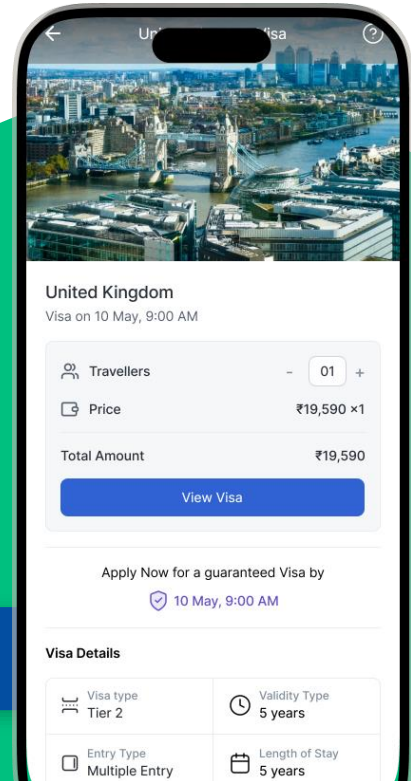 United Kingdom
Visa on 10 May, 9:00 AM
Travellers
- 01 +
Price
₹19,590 ×1
Total Amount
₹19,590
View Visa
Apply Now for a guaranteed Visa by
10 May, 9:00 AM
Visa Details
Visa type
Tier 2
Validity Type
5 years
Entry Type
Multiple Entry
Length of Stay
5 years